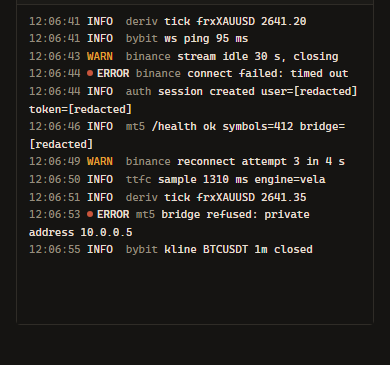 12:06:41 INFO deriv tick frxXAUUSD 2641.20
12:06:41 INFO bybit ws ping 95 ms
12:06:43 WARN binance stream idle 30 s, closing
12:06:44 ERROR binance connect failed: timed out
12:06:44 INFO auth session created user=[redacted]
token=[redacted]
12:06:46 INFO mt5 /health ok symbols=412 bridge=
[redacted]
12:06:49 WARN binance reconnect attempt 3 in 4 s
12:06:50 INFO ttfc sample 1310 ms engine=vela
12:06:51 INFO deriv tick frxXAUUSD 2641.35
12:06:53 ERROR mt5 bridge refused: private
address 10.0.0.5
12:06:55 INFO bybit kline BTCUSDT 1m closed